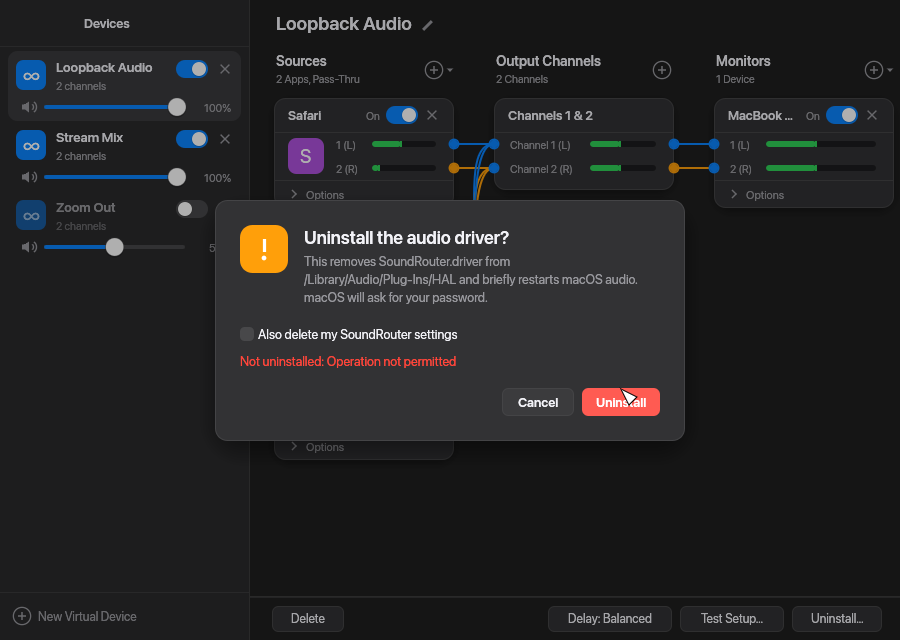 Devices
Loopback Audio
2 channels
100%
Stream Mix
2 channels
100%
Zoom Out
2 channels
5
New Virtual Device
Loopback Audio
Sources
2 Apps, Pass-Thru
Output Channels
2 Channels
Monitors
1 Device
Safari
On
S
1 (L)
2 (R)
Options
Channels 1 & 2
Channel 1 (L)
Channel 2 (R)
MacBook ...
On
1 (L)
2 (R)
Options
Uninstall the audio driver?
This removes SoundRouter.driver from
/Library/Audio/Plug-Ins/HAL and briefly restarts macOS audio.
macOS will ask for your password.
Also delete my SoundRouter settings
Not uninstalled: Operation not permitted
Cancel
Uninstall
Options
Delete
Delay: Balanced
Test Setup...
Uninstall...